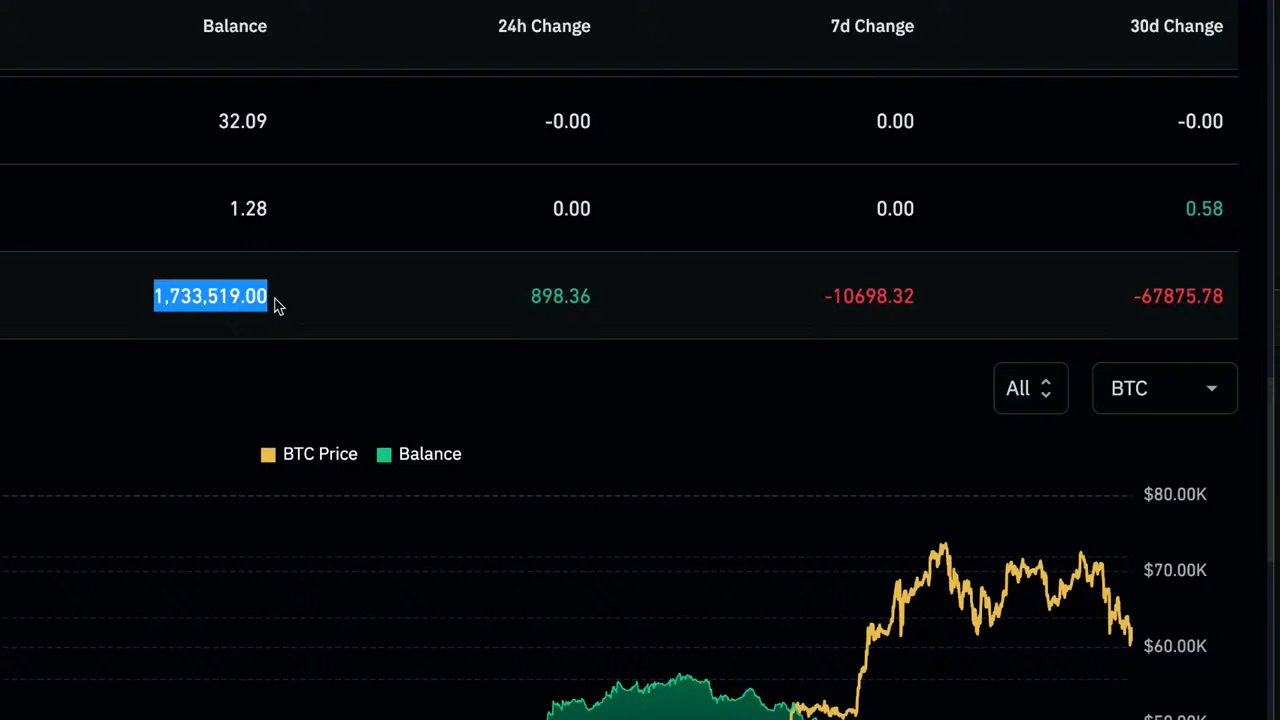 Balance 24h Change 7d Change 30d Change
32.09 -0.00 0.00 -0.00
1.28 0.00 0.00 0.58
1,733,519.00 898.36 -10698.32 -67875.78
All BTC
BTC Price Balance
$80.00K
$70.00K
$60.00K